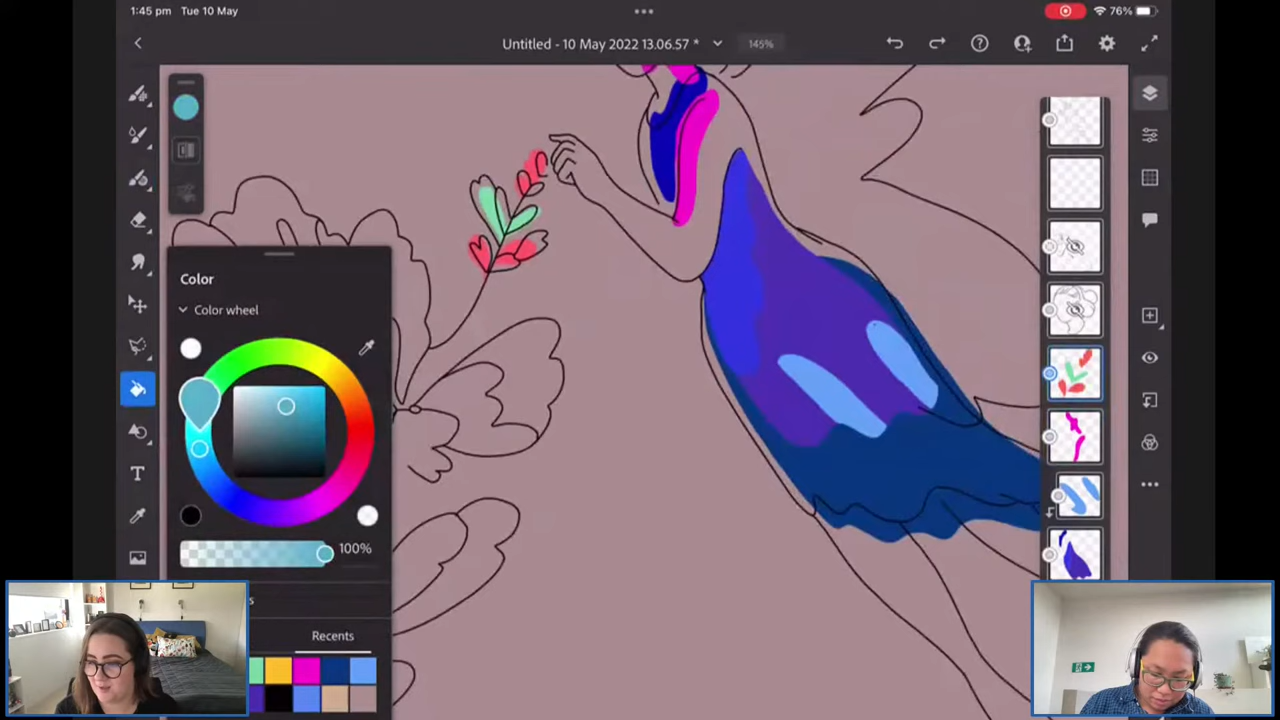 1:45 pm Tue 10 May
76%
Untitled - 10 May 2022 13.06.57 *
145%
Color
Color wheel
T
100%
s
Recents